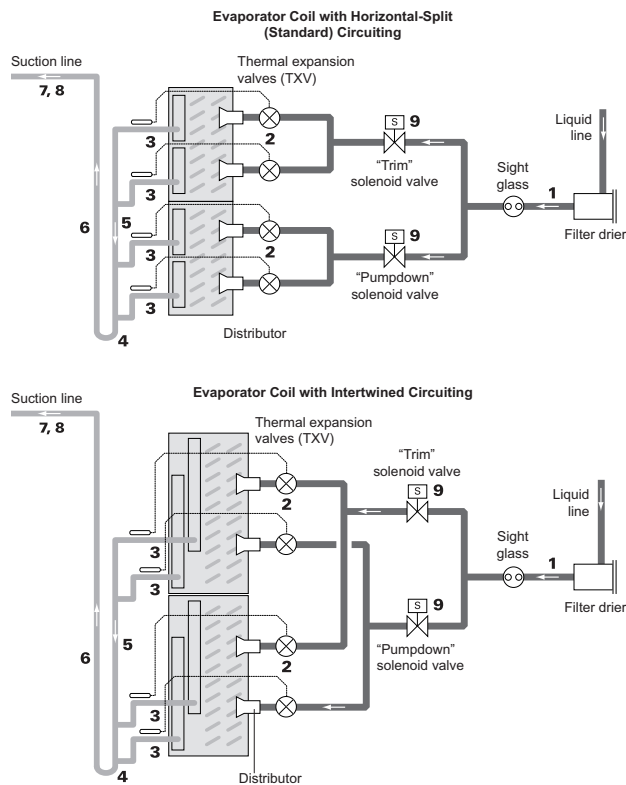 Evaporator Coil with Horizontal-Split
(Standard) Circuiting
Suction line
7, 8
Thermal expansion
valves (TXV)
S 9
Liquid
line
3
2
"Trim"
solenoid valve
Sight
glass
1
3
Filter drier
6
5
3
2
S 9
"Pumpdown"
solenoid valve
3
4
Distributor
Evaporator Coil with Intertwined Circuiting
Suction line
7, 8
Thermal expansion
valves (TXV)
"Trim"
solenoid valve
S 9
Liquid
line
2
3
Sight
glass
1
3
Filter drier
S 9
6
5
2
"Pumpdown"
solenoid valve
3
3
4
Distributor